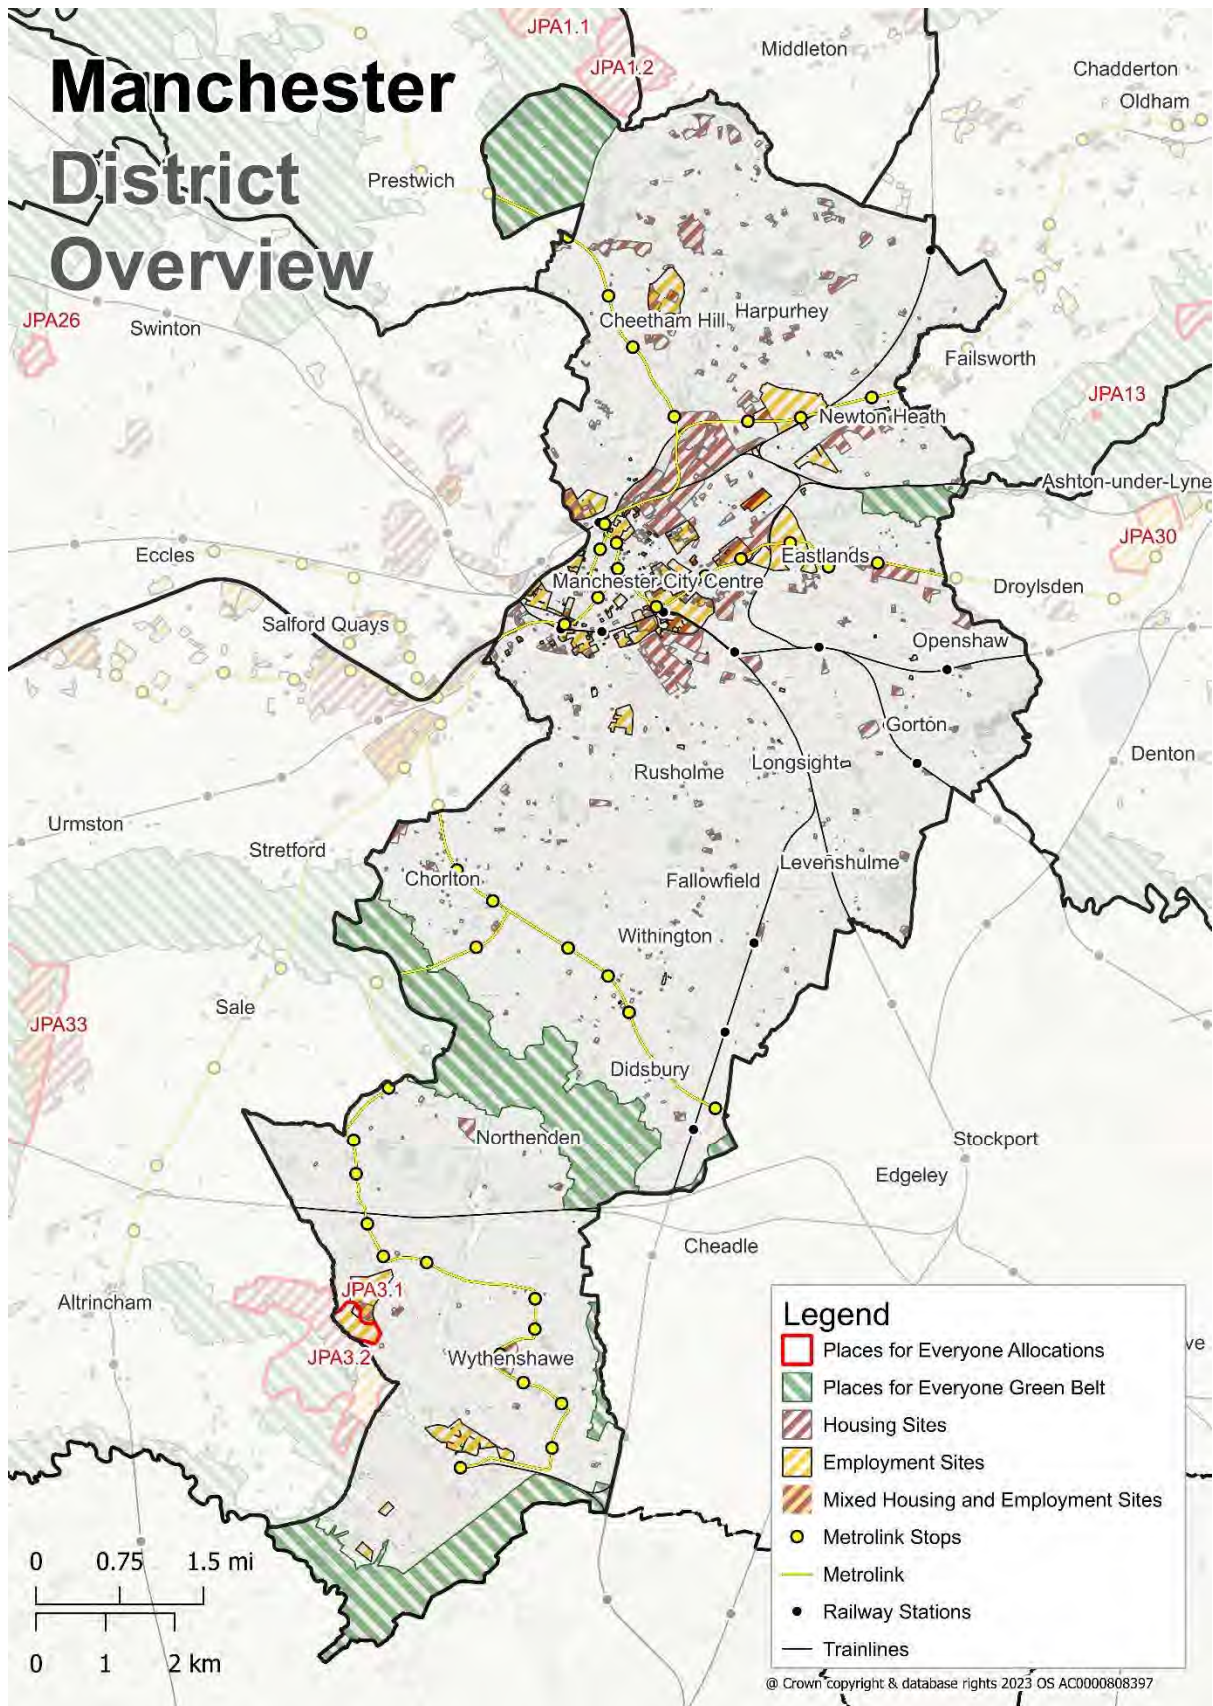 JPA1.1
Middleton
JPA1.2
Chadderton
Oldham
Manchester
District
Overview
Prestwich
JPA26
Swinton
Cheetham Hill
Harpurhey
Failsworth
JPA13
Newton Heath
Ashton-under-Lyne
JPA30
Eccles
Eastlands
Manchester City Centre
Droylsden
Salford Quays
Openshaw
Gorton
Denton
Longsight
Rusholme
Urmston
Stretford
Levenshulme
Chorlton
Fallowfield
Withington
Sale
JPA33
Didsbury
Northenden
Stockport
Edgeley
Cheadle
JPA3.1
Altrincham
JPA3.2
Wythenshawe
ve
Legend
Places for Everyone Allocations
Places for Everyone Green Belt
Housing Sites
Employment Sites
Mixed Housing and Employment Sites
Metrolink Stops
Metrolink
Railway Stations
Trainlines
0 0.75 1.5 mi
0 1 2 km
@ Crown copyright & database rights 2023 OS AC0000808397